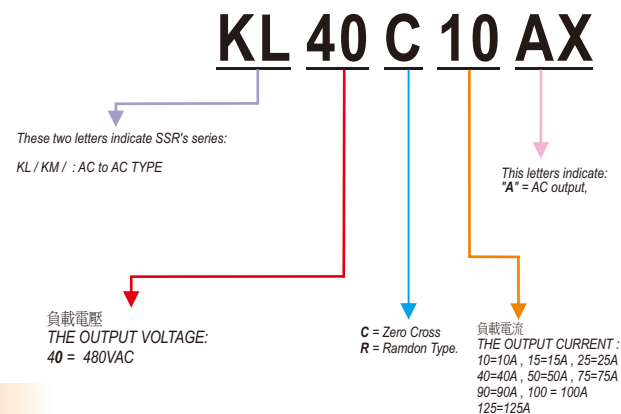 KL 40 C 10 AX
These two letters indicate SSR's series:
KL / KM / : AC to AC TYPE
This letters indicate:
"A" = AC output,
負載電壓
THE OUTPUT VOLTAGE:
40 = 480VAC
C = Zero Cross
R = Ramdon Type.
負載電流
THE OUTPUT CURRENT :
10=10A , 15=15A , 25=25A
40=40A , 50=50A , 75=75A
90=90A , 100 = 100A
125=125A